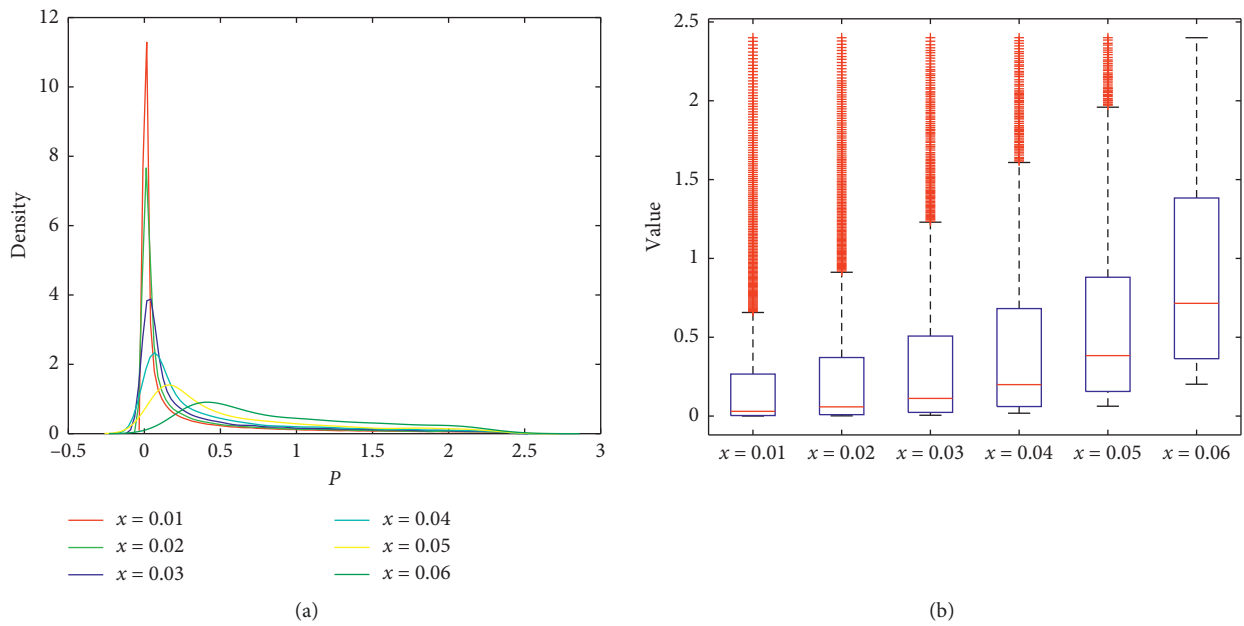 12
10
8
6
4
2
0
Density
−0.5
0
0.5
1
1.5
2
2.5
3
P
x = 0.01
x = 0.02
x = 0.03
x = 0.04
x = 0.05
x = 0.06
(a)
2.5
2
1.5
1
0.5
0
Value
x = 0.01
x = 0.02
x = 0.03
x = 0.04
x = 0.05
x = 0.06
(b)